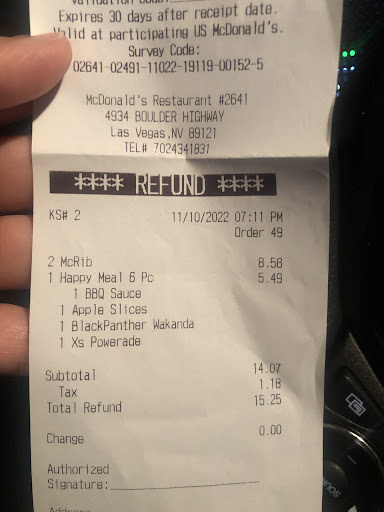 Validation Code:
Expires 30 days after receipt date.
Valid at participating US McDonald's.
Survey Code:
02641-02491-11022-19119-00152-5
McDonald's Restaurant #2641
4934 BOULDER HIGHWAY
Las Vegas,NV 89121
TEL# 7024341831
**** REFUND ****
KS# 2 11/10/2022 07:11 PM
Order 49
2 McRib 8.58
1 Happy Meal 6 Pc 5.49
1 BBQ Sauce
1 Apple Slices
1 BlackPanther Wakanda
1 Xs Powerade
Subtotal 14.07
Tax 1.18
Total Refund 15.25
Change 0.00
Authorized
Signature:
Address